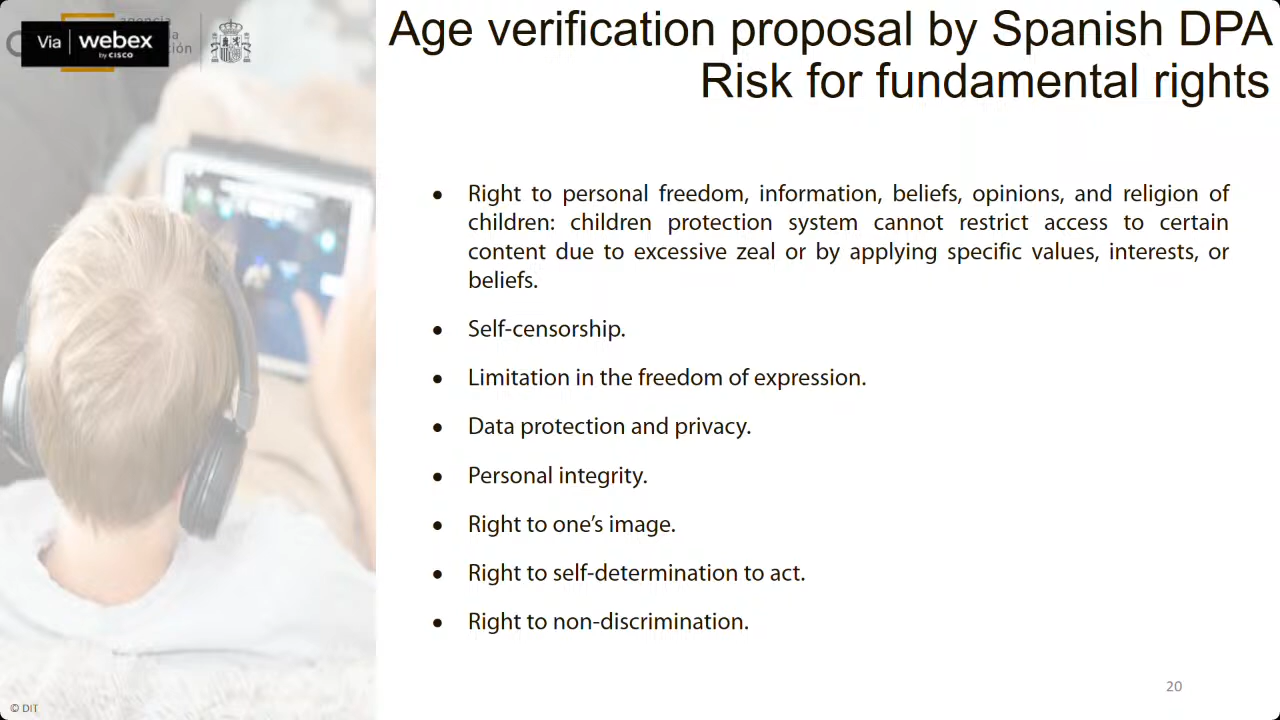 agencia
Via webex
by CISCO
ción
Age verification proposal by Spanish DPA
Risk for fundamental rights
• Right to personal freedom, information, beliefs, opinions, and religion of
children: children protection system cannot restrict access to certain
content due to excessive zeal or by applying specific values, interests, or
beliefs.
• Self-censorship.
• Limitation in the freedom of expression.
• Data protection and privacy.
• Personal integrity.
• Right to one’s image.
• Right to self-determination to act.
• Right to non-discrimination.
20
© DIT